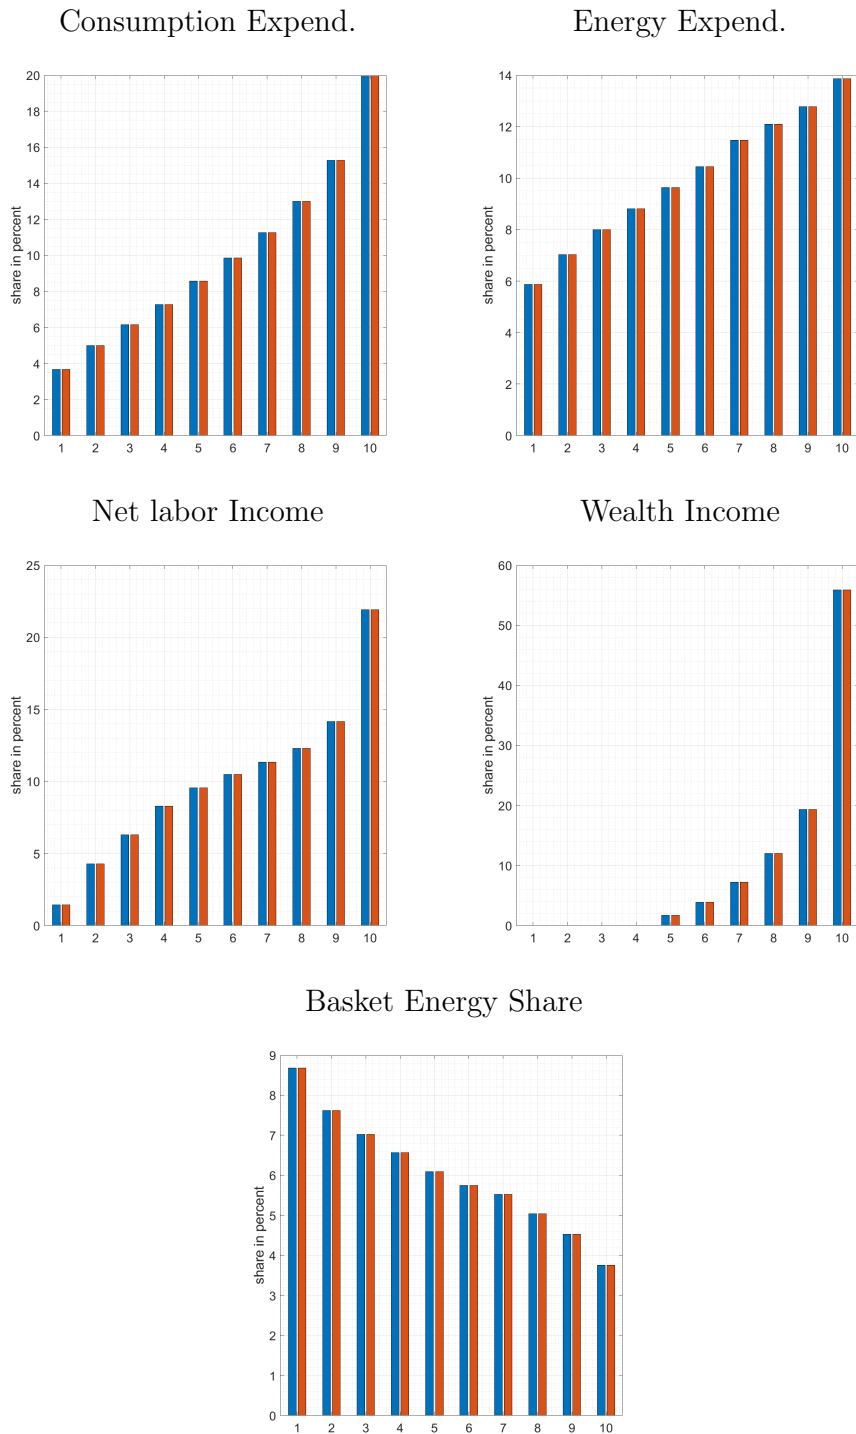 Consumption Expend.
Energy Expend.
share in percent
0
2
4
6
8
10
12
14
16
18
20
1 2 3 4 5 6 7 8 9 10
share in percent
0
2
4
6
8
10
12
14
1 2 3 4 5 6 7 8 9 10
Net labor Income
Wealth Income
share in percent
0
5
10
15
20
25
1 2 3 4 5 6 7 8 9 10
share in percent
0
10
20
30
40
50
60
1 2 3 4 5 6 7 8 9 10
Basket Energy Share
share in percent
0
1
2
3
4
5
6
7
8
9
1 2 3 4 5 6 7 8 9 10